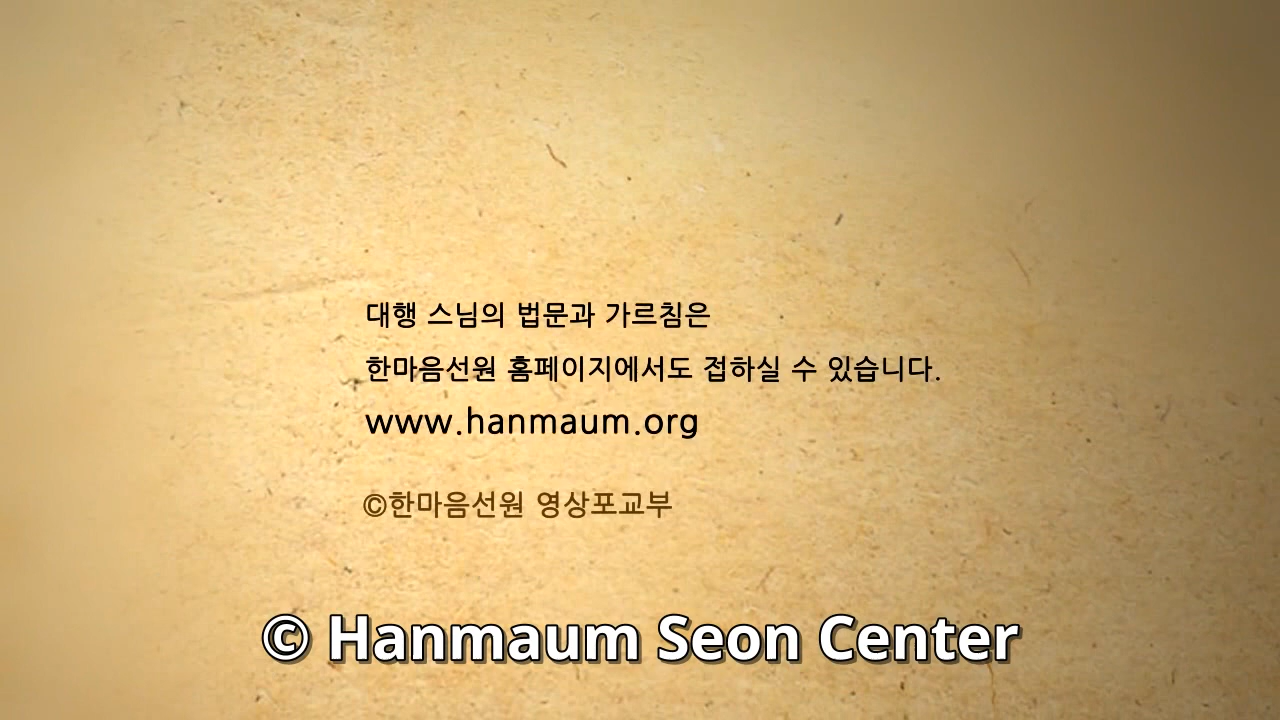 대행 스님의 법문과 가르침은
한마음선원 홈페이지에서도 접하실 수 있습니다.
www.hanmaum.org
©한마음선원 영상포교부
© Hanmaum Seon Center